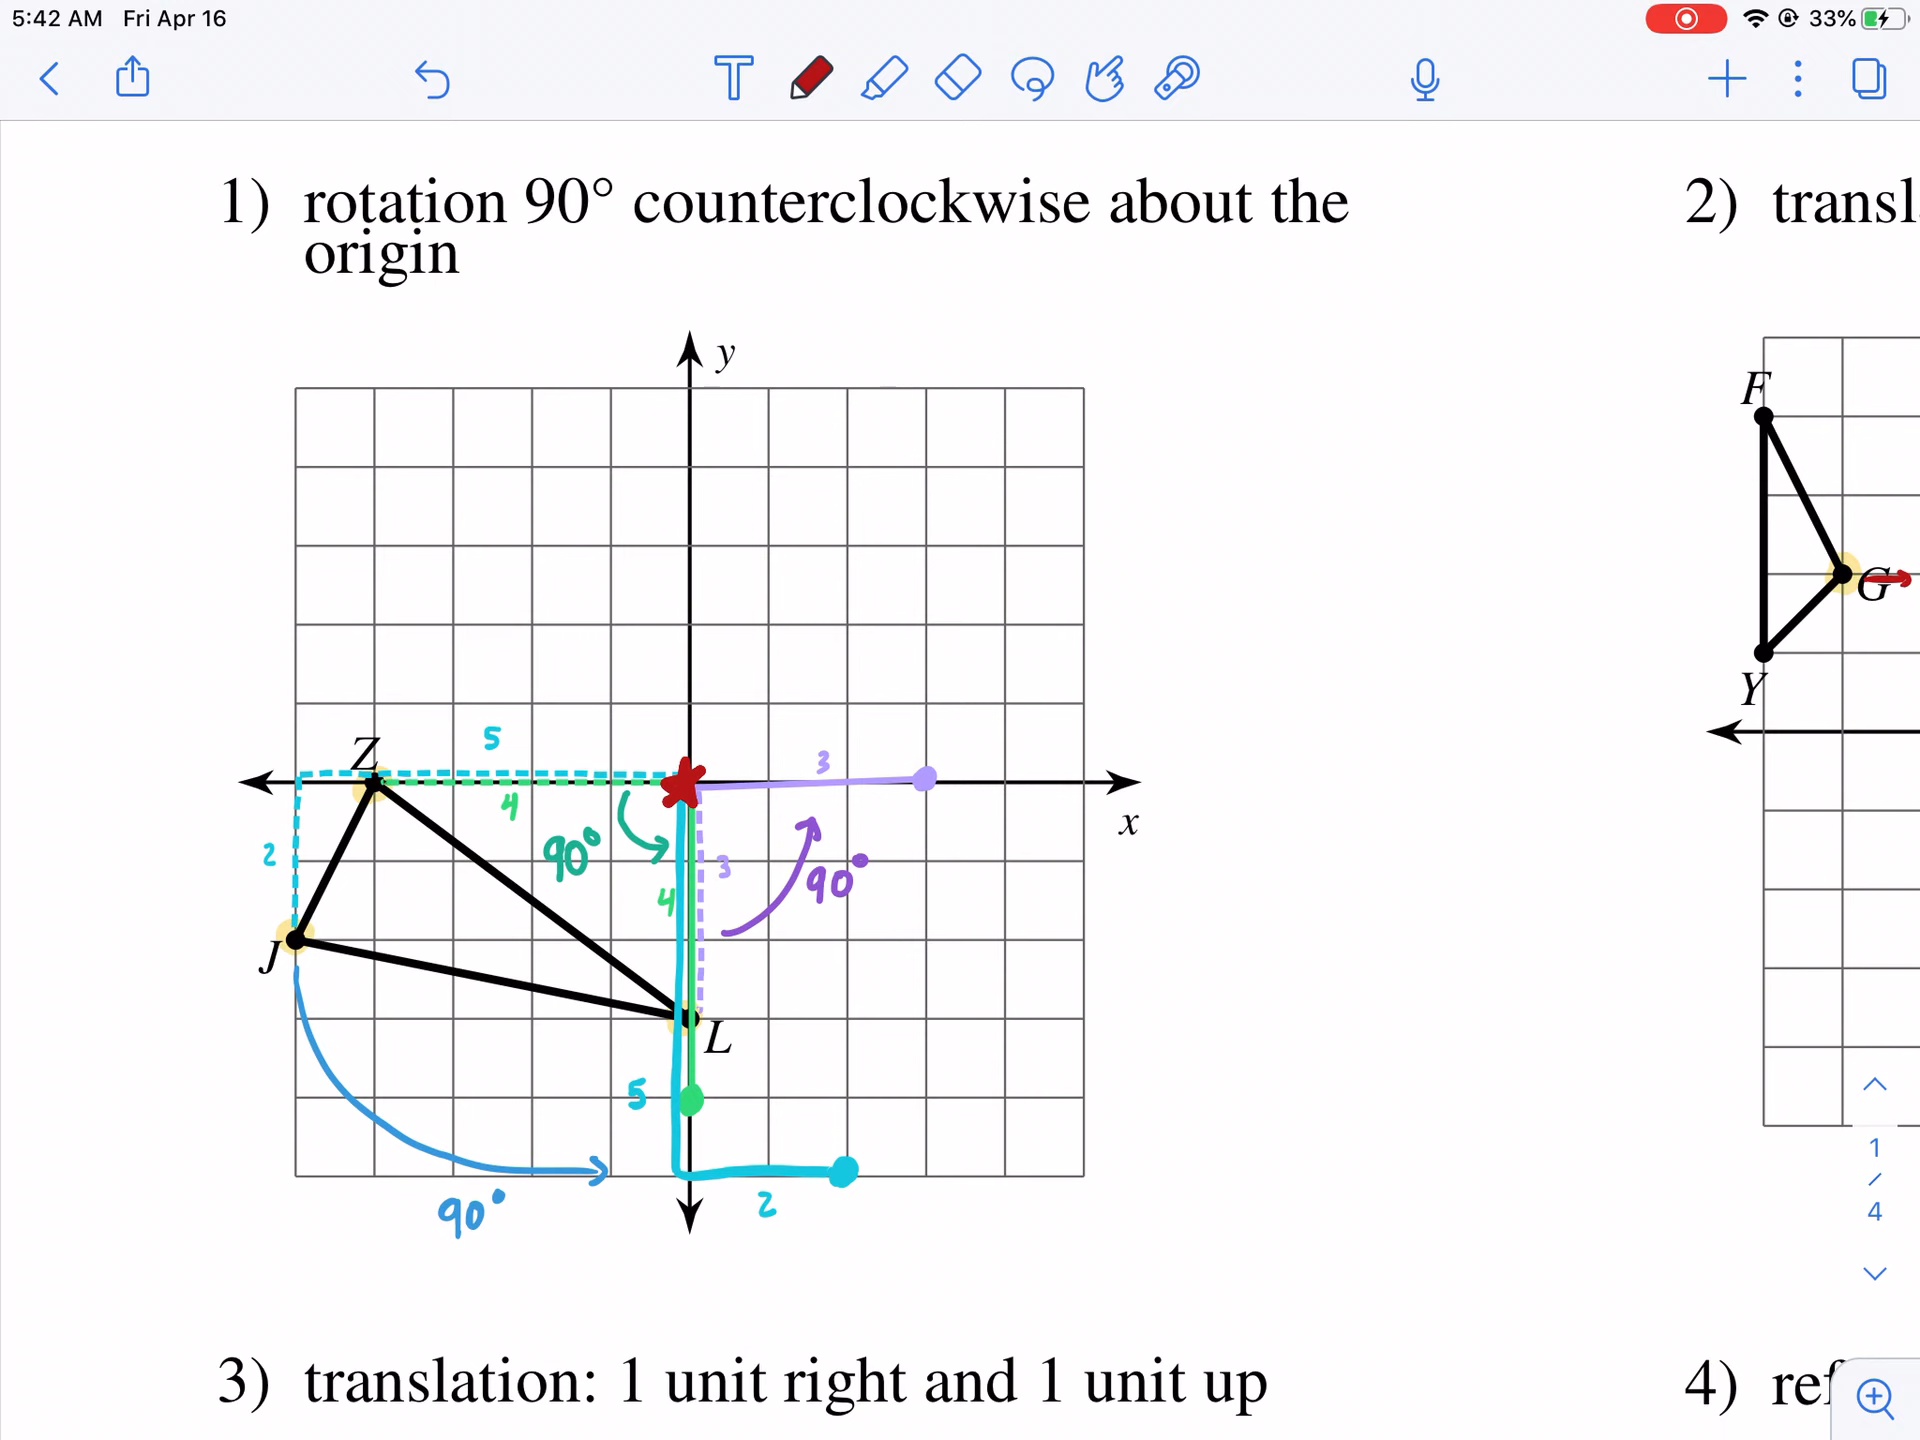 5:42 AM Fri Apr 16
33%
T
1) rotation 90° counterclockwise about the
origin
2) transl
y
F
G
Y
Z
5
3
4
x
2
90°
3
4
90°
J
L
5
90°
2
1
/
4
3) translation: 1 unit right and 1 unit up
4) ref